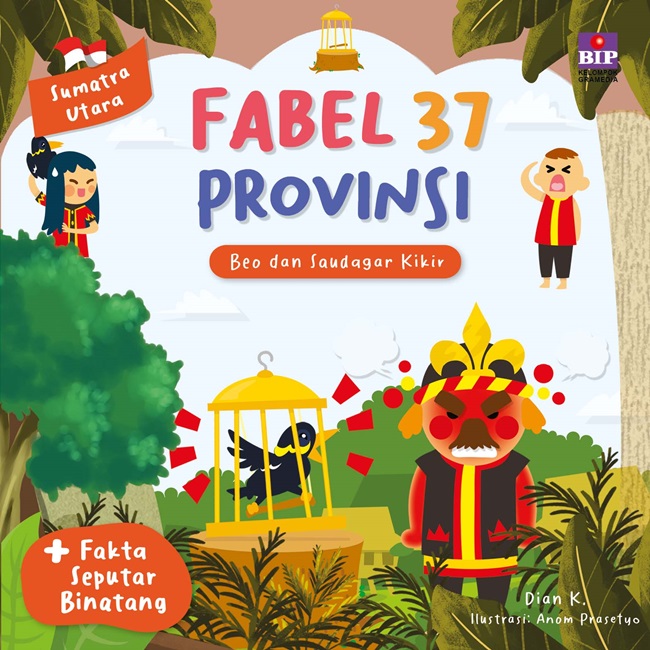 Sumatra
Utara
BIP
KELOMPOK
GRAMEDIA
FABEL 37
PROVINSI
Beo dan Saudagar Kikir
+ Fakta
Seputar
Binatang
Dian K.
Ilustrasi: Anom Prasetyo